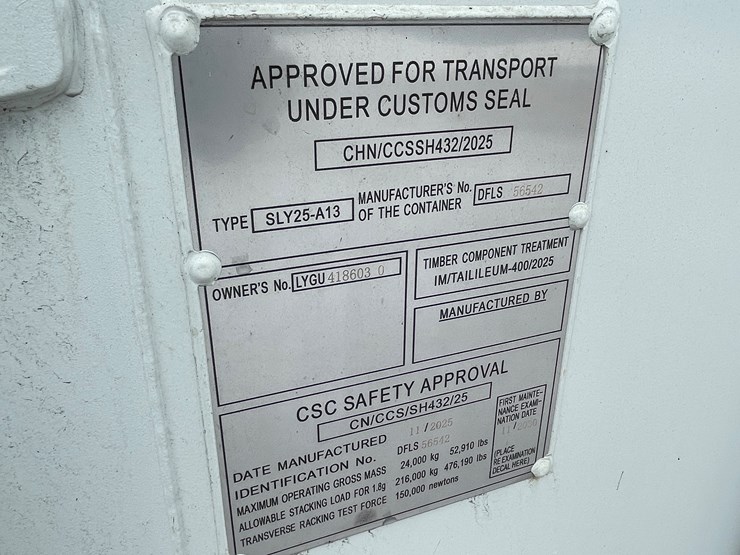 APPROVED FOR TRANSPORT
UNDER CUSTOMS SEAL
CHN/CCSSH432/2025
TYPE SLY25-A13
MANUFACTURER'S No.
OF THE CONTAINER
DFLS 56542
OWNER'S No. LYGU 418603 0
TIMBER COMPONENT TREATMENT
IM/TAILILEUM-400/2025
MANUFACTURED BY
CSC SAFETY APPROVAL
CN/CCS/SH432/25
DATE MANUFACTURED 11/2025
IDENTIFICATION No. DFLS 56542
MAXIMUM OPERATING GROSS MASS 24,000 kg 52,910 lbs
ALLOWABLE STACKING LOAD FOR 1.8g 216,000 kg 476,190 lbs
TRANSVERSE RACKING TEST FORCE 150,000 newtons
FIRST MAINTE-
NANCE EXAMI-
NATION DATE
11/
(PLACE
RE EXAMINATION
DECAL HERE)